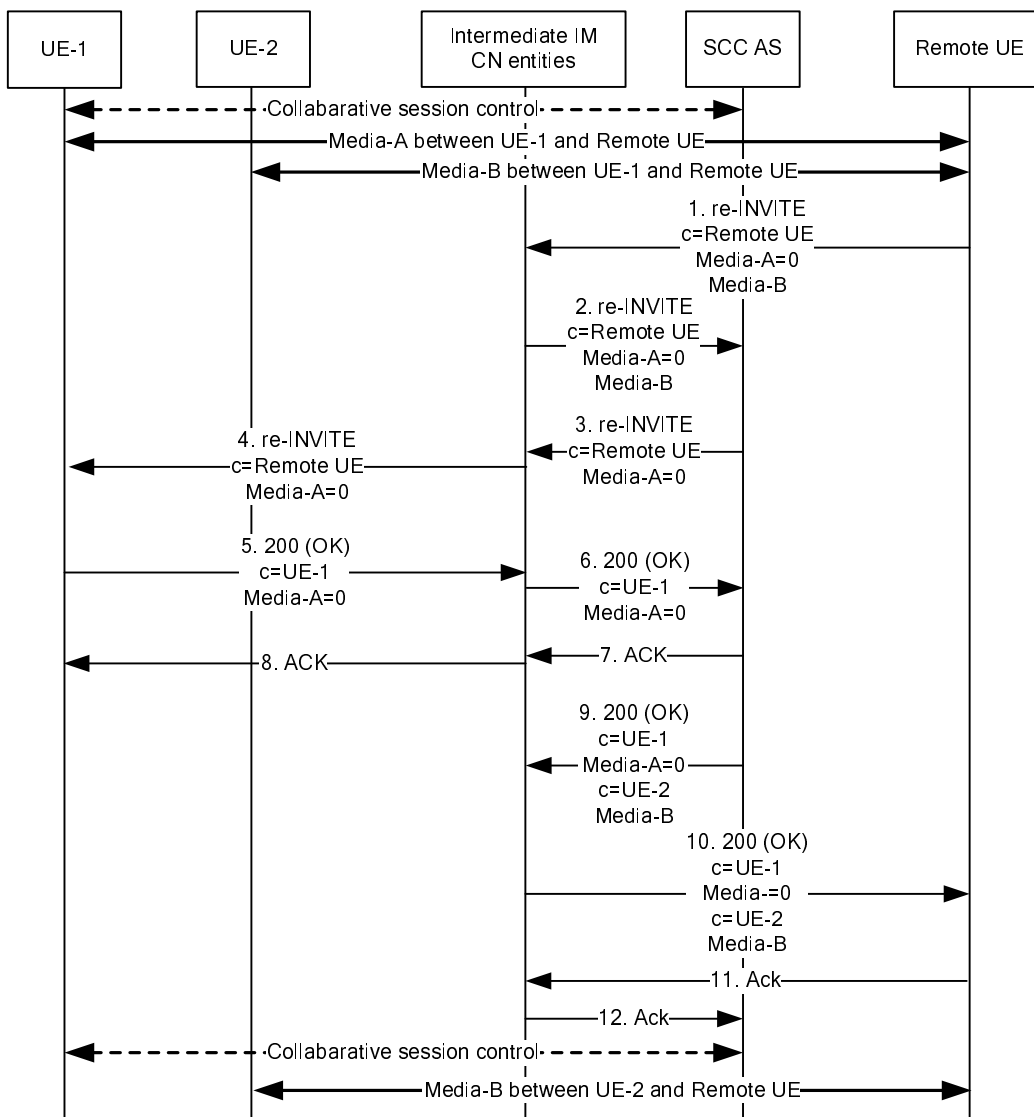 UE-1
UE-2
Intermediate IM
CN entities
SCC AS
Remote UE
Collabarative session control
Media-A between UE-1 and Remote UE
Media-B between UE-1 and Remote UE
1. re-INVITE
c=Remote UE
Media-A=0
Media-B
2. re-INVITE
c=Remote UE
Media-A=0
Media-B
3. re-INVITE
c=Remote UE
Media-A=0
4. re-INVITE
c=Remote UE
Media-A=0
5. 200 (OK)
c=UE-1
Media-A=0
6. 200 (OK)
c=UE-1
Media-A=0
7. ACK
8. ACK
9. 200 (OK)
c=UE-1
Media-A=0
c=UE-2
Media-B
10. 200 (OK)
c=UE-1
Media-=0
c=UE-2
Media-B
11. Ack
12. Ack
Collabarative session control
Media-B between UE-2 and Remote UE